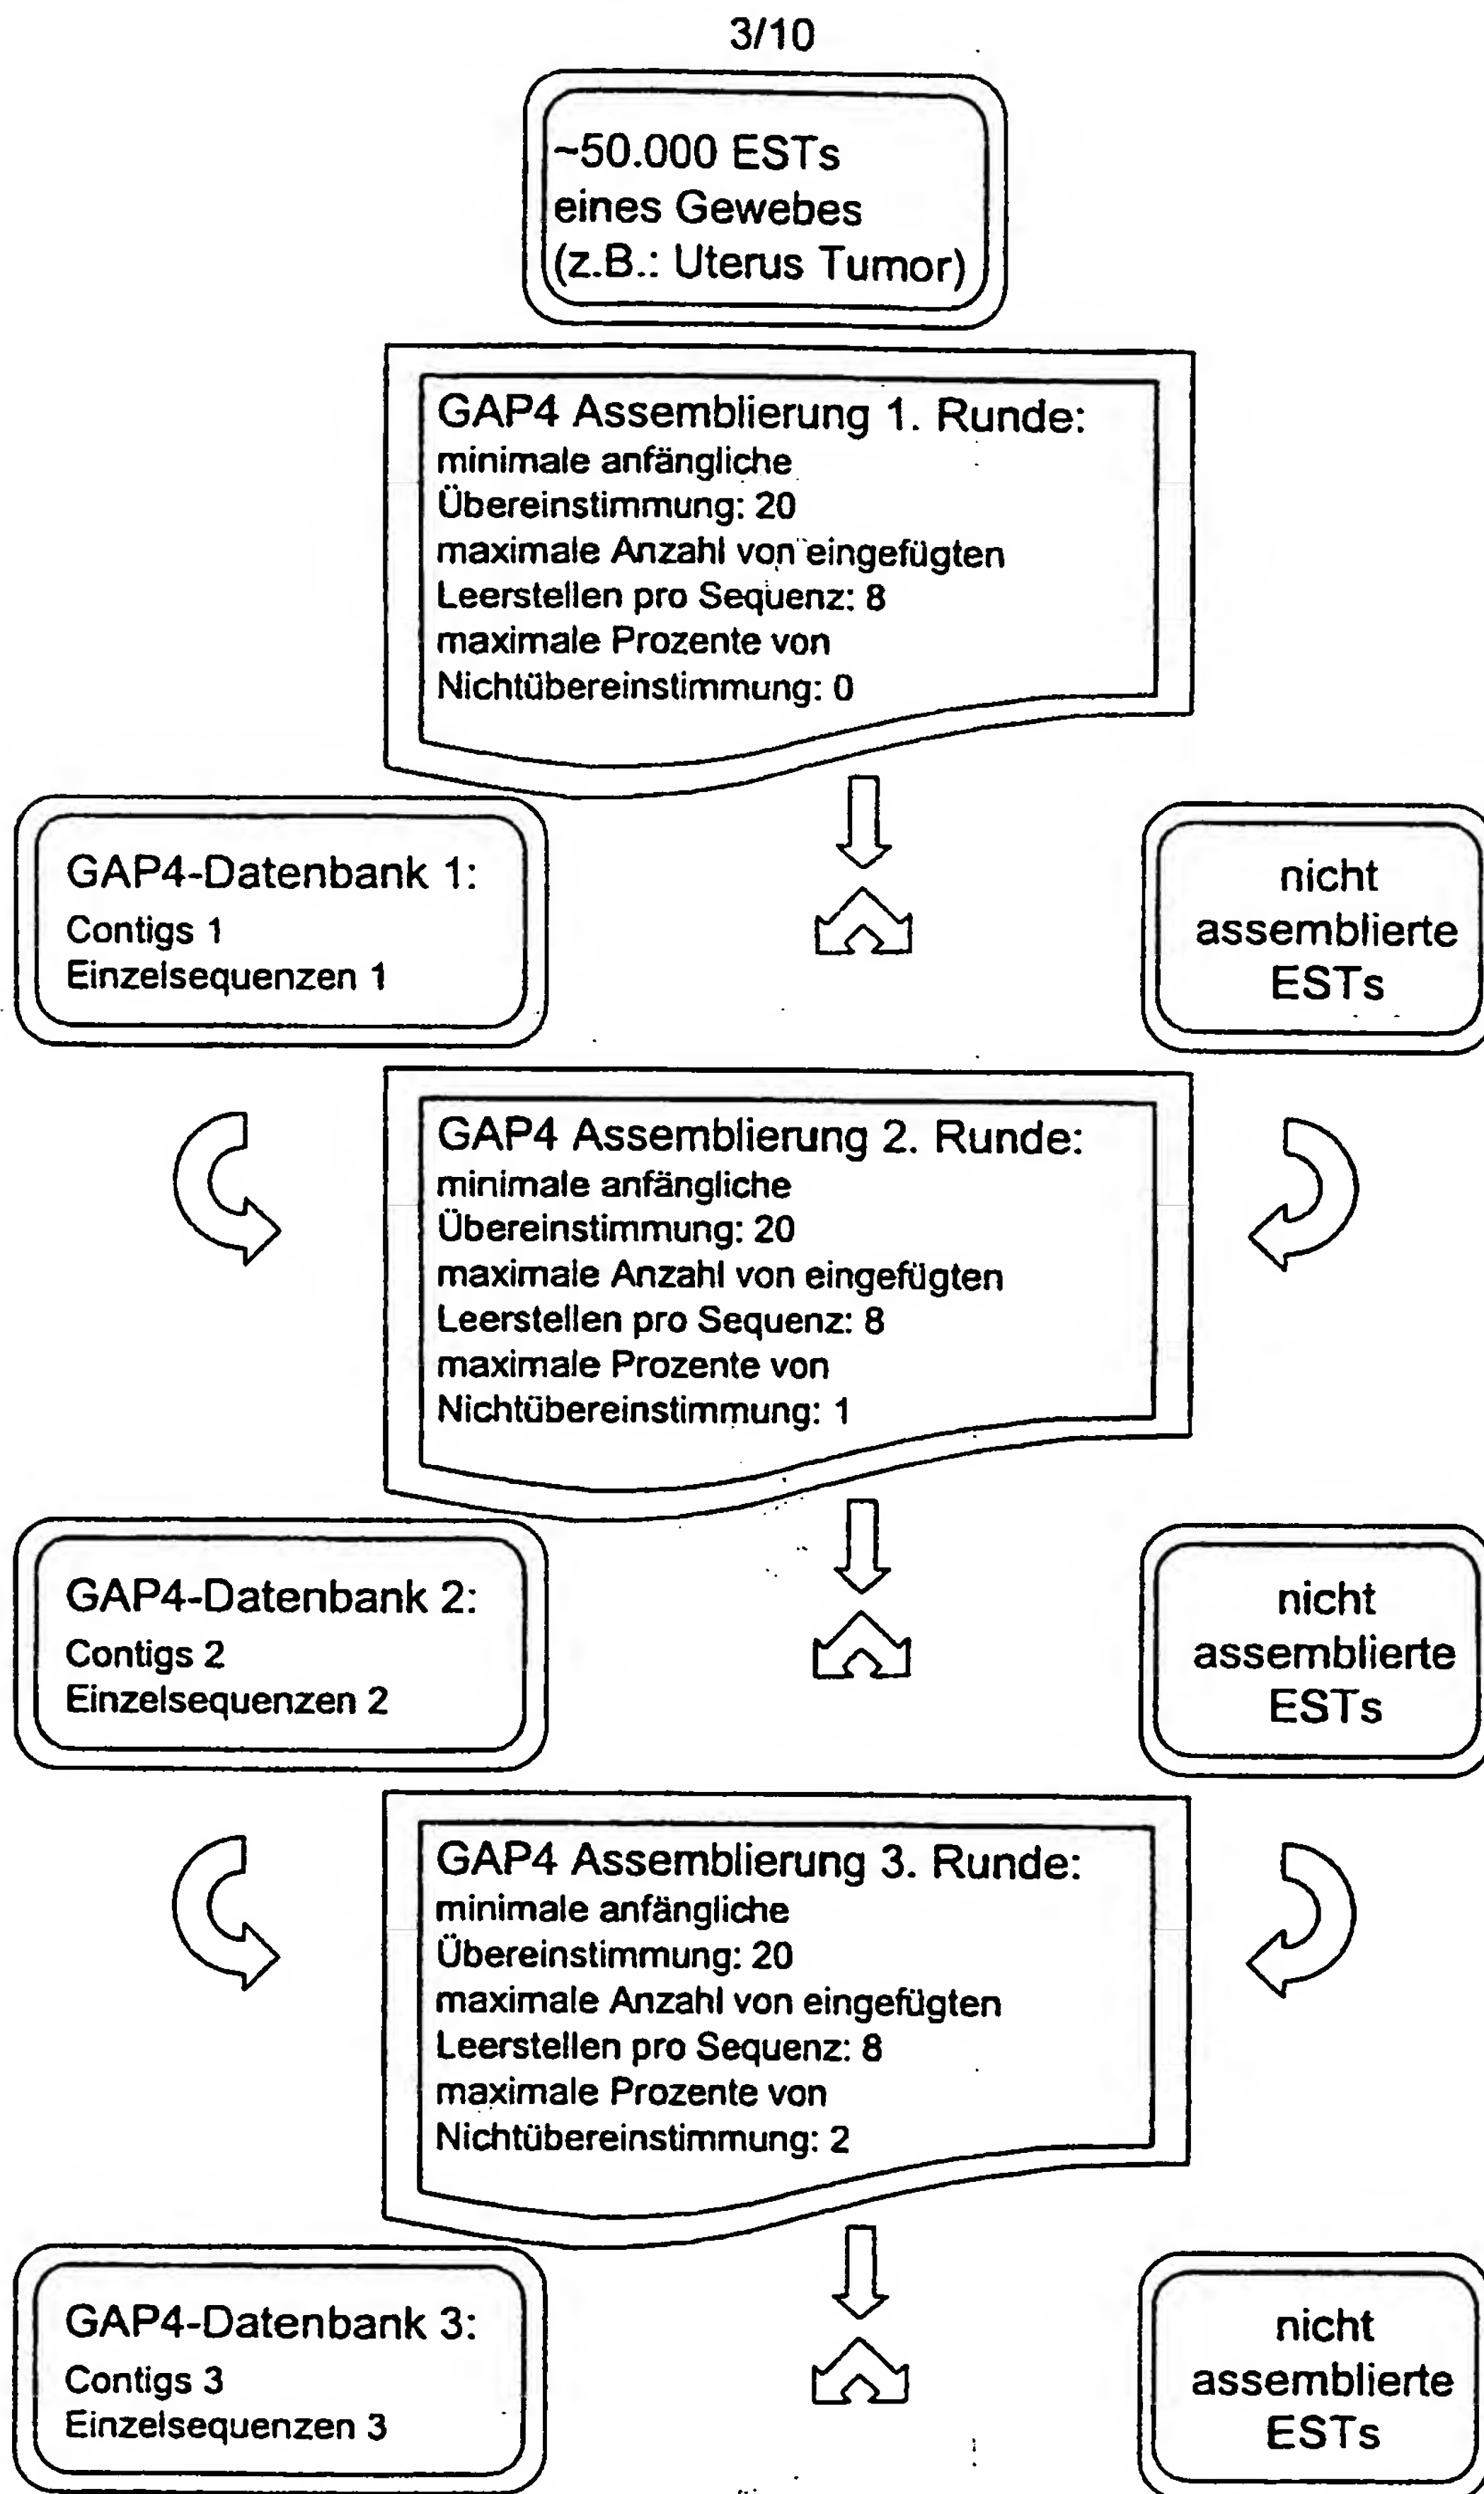 3/10
~50.000 ESTs
eines Gewebes
(z.B.: Uterus Tumor)
GAP4 Assemblierung 1. Runde:
minimale anfängliche
Übereinstimmung: 20
maximale Anzahl von eingefügten
Leerstellen pro Sequenz: 8
maximale Prozente von
Nichtübereinstimmung: 0
GAP4-Datenbank 1:
Contigs 1
Einzelsequenzen 1
nicht
assemblierte
ESTs
GAP4 Assemblierung 2. Runde:
minimale anfängliche
Übereinstimmung: 20
maximale Anzahl von eingefügten
Leerstellen pro Sequenz: 8
maximale Prozente von
Nichtübereinstimmung: 1
GAP4-Datenbank 2:
Contigs 2
Einzelsequenzen 2
nicht
assemblierte
ESTs
GAP4 Assemblierung 3. Runde:
minimale anfängliche
Übereinstimmung: 20
maximale Anzahl von eingefügten
Leerstellen pro Sequenz: 8
maximale Prozente von
Nichtübereinstimmung: 2
GAP4-Datenbank 3:
Contigs 3
Einzelsequenzen 3
nicht
assemblierte
ESTs